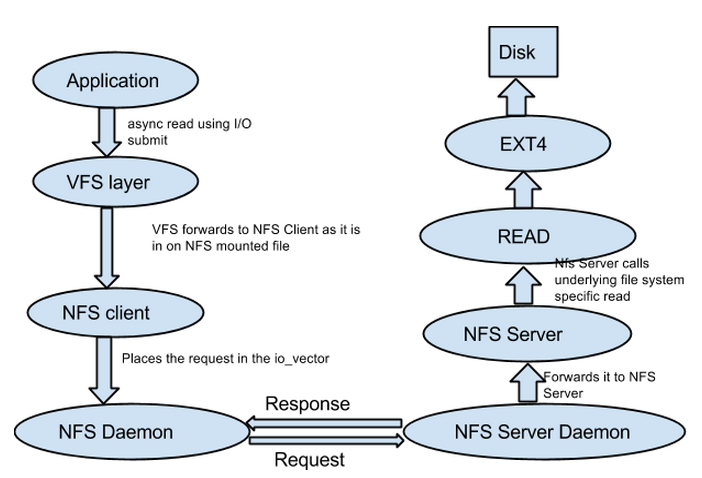 Application
async read using I/O
submit
VFS layer
VFS forwards to NFS Client as it is
in on NFS mounted file
NFS client
Places the request in the io_vector
NFS Daemon
Response
Request
Disk
EXT4
READ
Nfs Server calls
underlying file system
specific read
NFS Server
Forwards it to NFS
Server
NFS Server Daemon